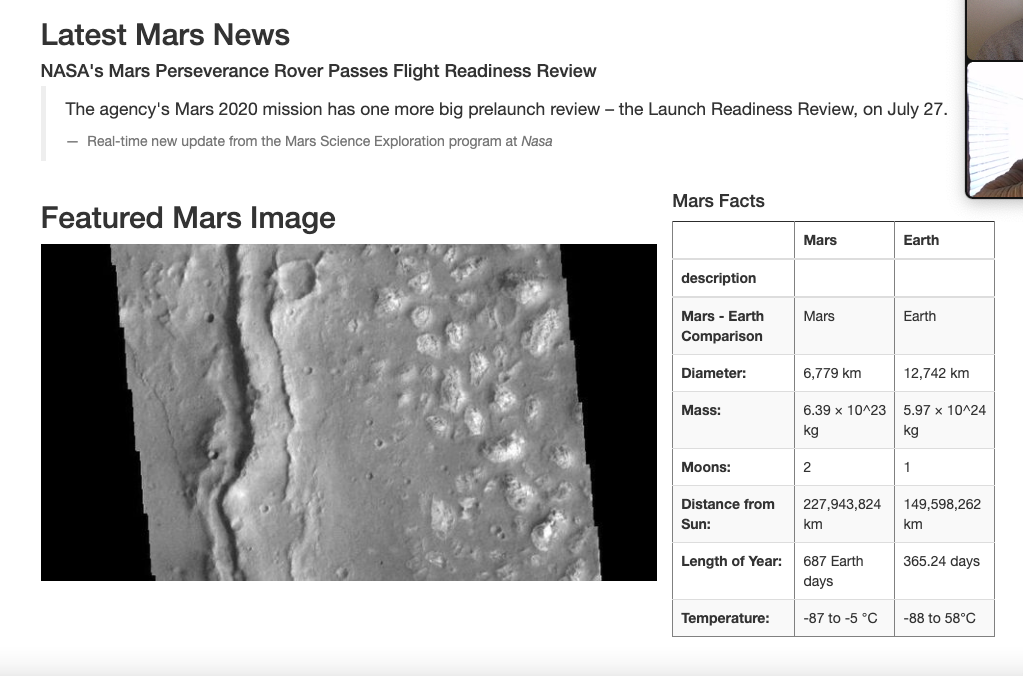 Latest Mars News
NASA's Mars Perseverance Rover Passes Flight Readiness Review
The agency's Mars 2020 mission has one more big prelaunch review – the Launch Readiness Review, on July 27.
— Real-time new update from the Mars Science Exploration program at Nasa
Featured Mars Image
Mars Facts
Mars Earth
description
Mars - Earth
Comparison Mars Earth
Diameter: 6,779 km 12,742 km
Mass: 6.39 × 10^23 5.97 × 10^24
kg kg
Moons: 2 1
Distance from 227,943,824 149,598,262
Sun: km km
Length of Year: 687 Earth 365.24 days
days
Temperature: -87 to -5 °C -88 to 58°C